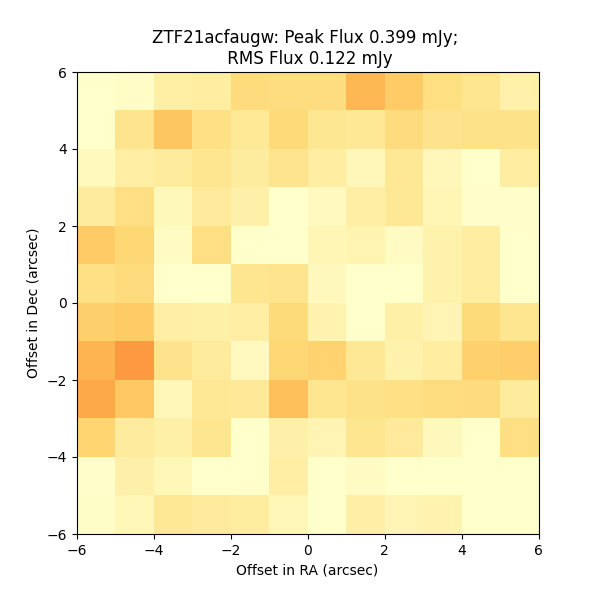 ZTF21acfaugw: Peak Flux 0.399 mJy;
RMS Flux 0.122 mJy
6
4
2
0
−2
−4
−6
Offset in Dec (arcsec)
−6 −4 −2 0 2 4 6
Offset in RA (arcsec)